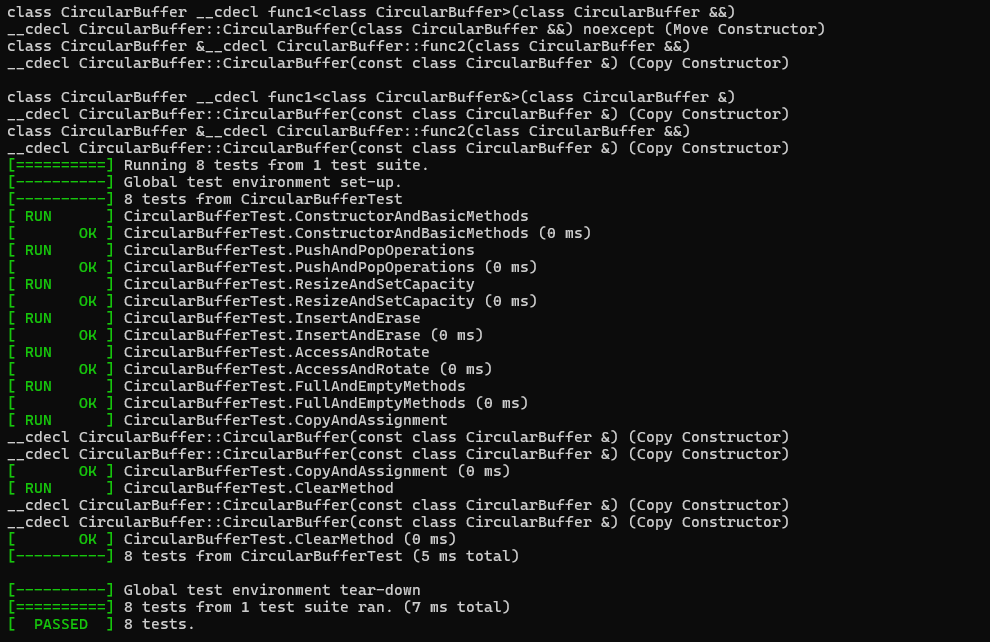 class CircularBuffer __cdecl func1<class CircularBuffer>(class CircularBuffer &&)
__cdecl CircularBuffer::CircularBuffer(class CircularBuffer &&) noexcept (Move Constructor)
class CircularBuffer &__cdecl CircularBuffer::func2(class CircularBuffer &&)
__cdecl CircularBuffer::CircularBuffer(const class CircularBuffer &) (Copy Constructor)

class CircularBuffer __cdecl func1<class CircularBuffer&>(class CircularBuffer &)
__cdecl CircularBuffer::CircularBuffer(const class CircularBuffer &) (Copy Constructor)
class CircularBuffer &__cdecl CircularBuffer::func2(class CircularBuffer &&)
__cdecl CircularBuffer::CircularBuffer(const class CircularBuffer &) (Copy Constructor)
[==========] Running 8 tests from 1 test suite.
[----------] Global test environment set-up.
[----------] 8 tests from CircularBufferTest
[ RUN      ] CircularBufferTest.ConstructorAndBasicMethods
[       OK ] CircularBufferTest.ConstructorAndBasicMethods (0 ms)
[ RUN      ] CircularBufferTest.PushAndPopOperations
[       OK ] CircularBufferTest.PushAndPopOperations (0 ms)
[ RUN      ] CircularBufferTest.ResizeAndSetCapacity
[       OK ] CircularBufferTest.ResizeAndSetCapacity (0 ms)
[ RUN      ] CircularBufferTest.InsertAndErase
[       OK ] CircularBufferTest.InsertAndErase (0 ms)
[ RUN      ] CircularBufferTest.AccessAndRotate
[       OK ] CircularBufferTest.AccessAndRotate (0 ms)
[ RUN      ] CircularBufferTest.FullAndEmptyMethods
[       OK ] CircularBufferTest.FullAndEmptyMethods (0 ms)
[ RUN      ] CircularBufferTest.CopyAndAssignment
__cdecl CircularBuffer::CircularBuffer(const class CircularBuffer &) (Copy Constructor)
__cdecl CircularBuffer::CircularBuffer(const class CircularBuffer &) (Copy Constructor)
[       OK ] CircularBufferTest.CopyAndAssignment (0 ms)
[ RUN      ] CircularBufferTest.ClearMethod
__cdecl CircularBuffer::CircularBuffer(const class CircularBuffer &) (Copy Constructor)
__cdecl CircularBuffer::CircularBuffer(const class CircularBuffer &) (Copy Constructor)
[       OK ] CircularBufferTest.ClearMethod (0 ms)
[----------] 8 tests from CircularBufferTest (5 ms total)

[----------] Global test environment tear-down
[==========] 8 tests from 1 test suite ran. (7 ms total)
[  PASSED  ] 8 tests.